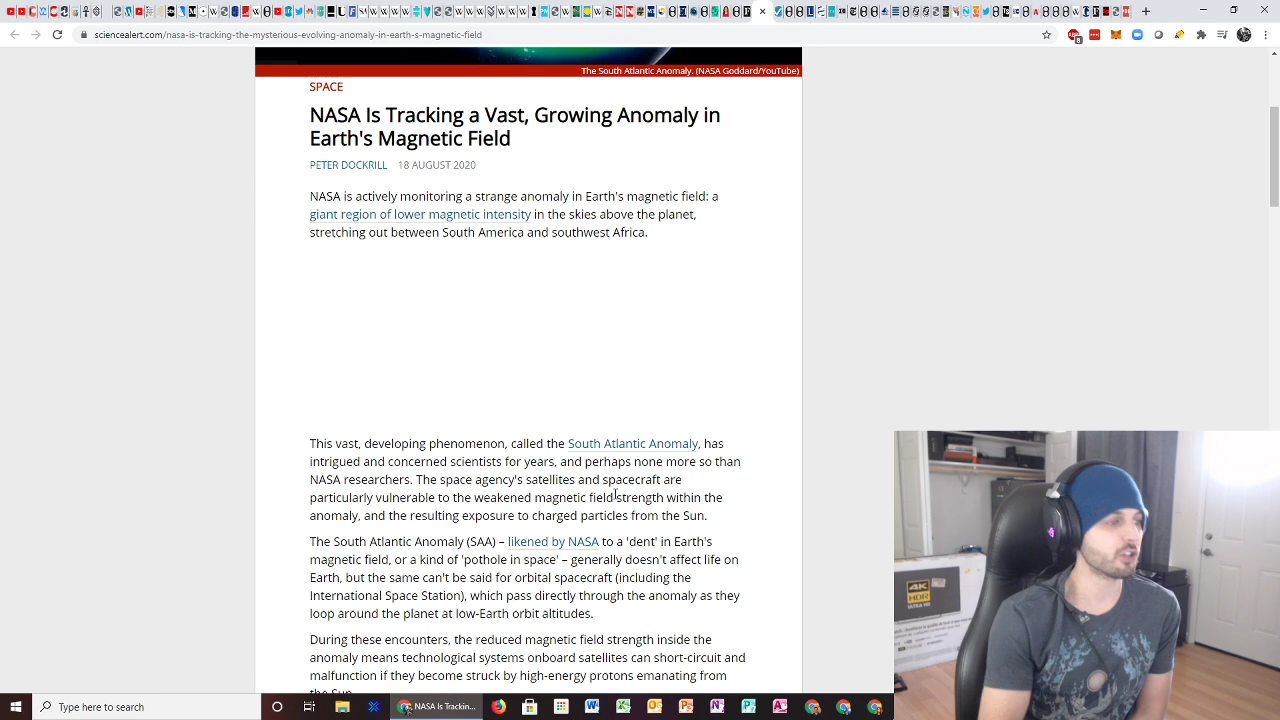 sciencealert.com/nasa-is-tracking-the-mysterious-evolving-anomaly-in-earth-s-magnetic-field
The South Atlantic Anomaly. (NASA Goddard/YouTube)
SPACE
NASA Is Tracking a Vast, Growing Anomaly in
Earth's Magnetic Field
PETER DOCKRILL 18 AUGUST 2020
NASA is actively monitoring a strange anomaly in Earth's magnetic field: a
giant region of lower magnetic intensity in the skies above the planet,
stretching out between South America and southwest Africa.
This vast, developing phenomenon, called the South Atlantic Anomaly, has
intrigued and concerned scientists for years, and perhaps none more so than
NASA researchers. The space agency's satellites and spacecraft are
particularly vulnerable to the weakened magnetic field strength within the
anomaly, and the resulting exposure to charged particles from the Sun.
The South Atlantic Anomaly (SAA) – likened by NASA to a 'dent' in Earth's
magnetic field, or a kind of 'pothole in space' – generally doesn't affect life on
Earth, but the same can't be said for orbital spacecraft (including the
International Space Station), which pass directly through the anomaly as they
loop around the planet at low-Earth orbit altitudes.
During these encounters, the reduced magnetic field strength inside the
anomaly means technological systems onboard satellites can short-circuit and
malfunction if they become struck by high-energy protons emanating from
the Sun.
4K
HDR
ULTRA HD
Type here to search
NASA Is Trackin...